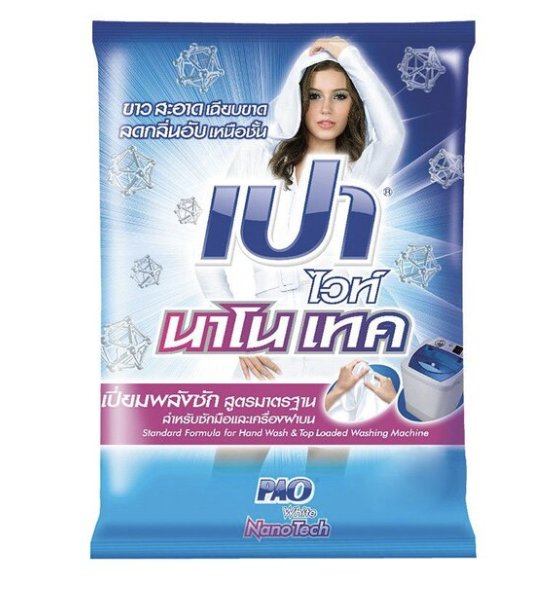 ขาว สะอาด เฉียบขาด
ลดกลิ่นอับ เหนือชั้น
เปา®
ไวท์
นาโน เทค
เปี่ยมพลังซัก สูตรมาตรฐาน
สำหรับซักมือและเครื่องฝาบน
Standard Formula for Hand Wash & Top Loaded Washing Machine
PAO
White
NanoTech